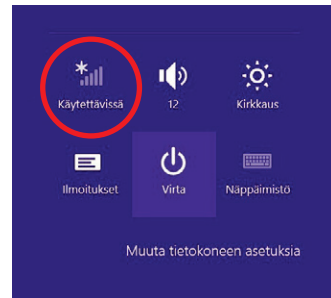 Käytettävissä 12 Kirkkaus
Ilmoitukset Virta Näppäimistö
Muuta tietokoneen asetuksia